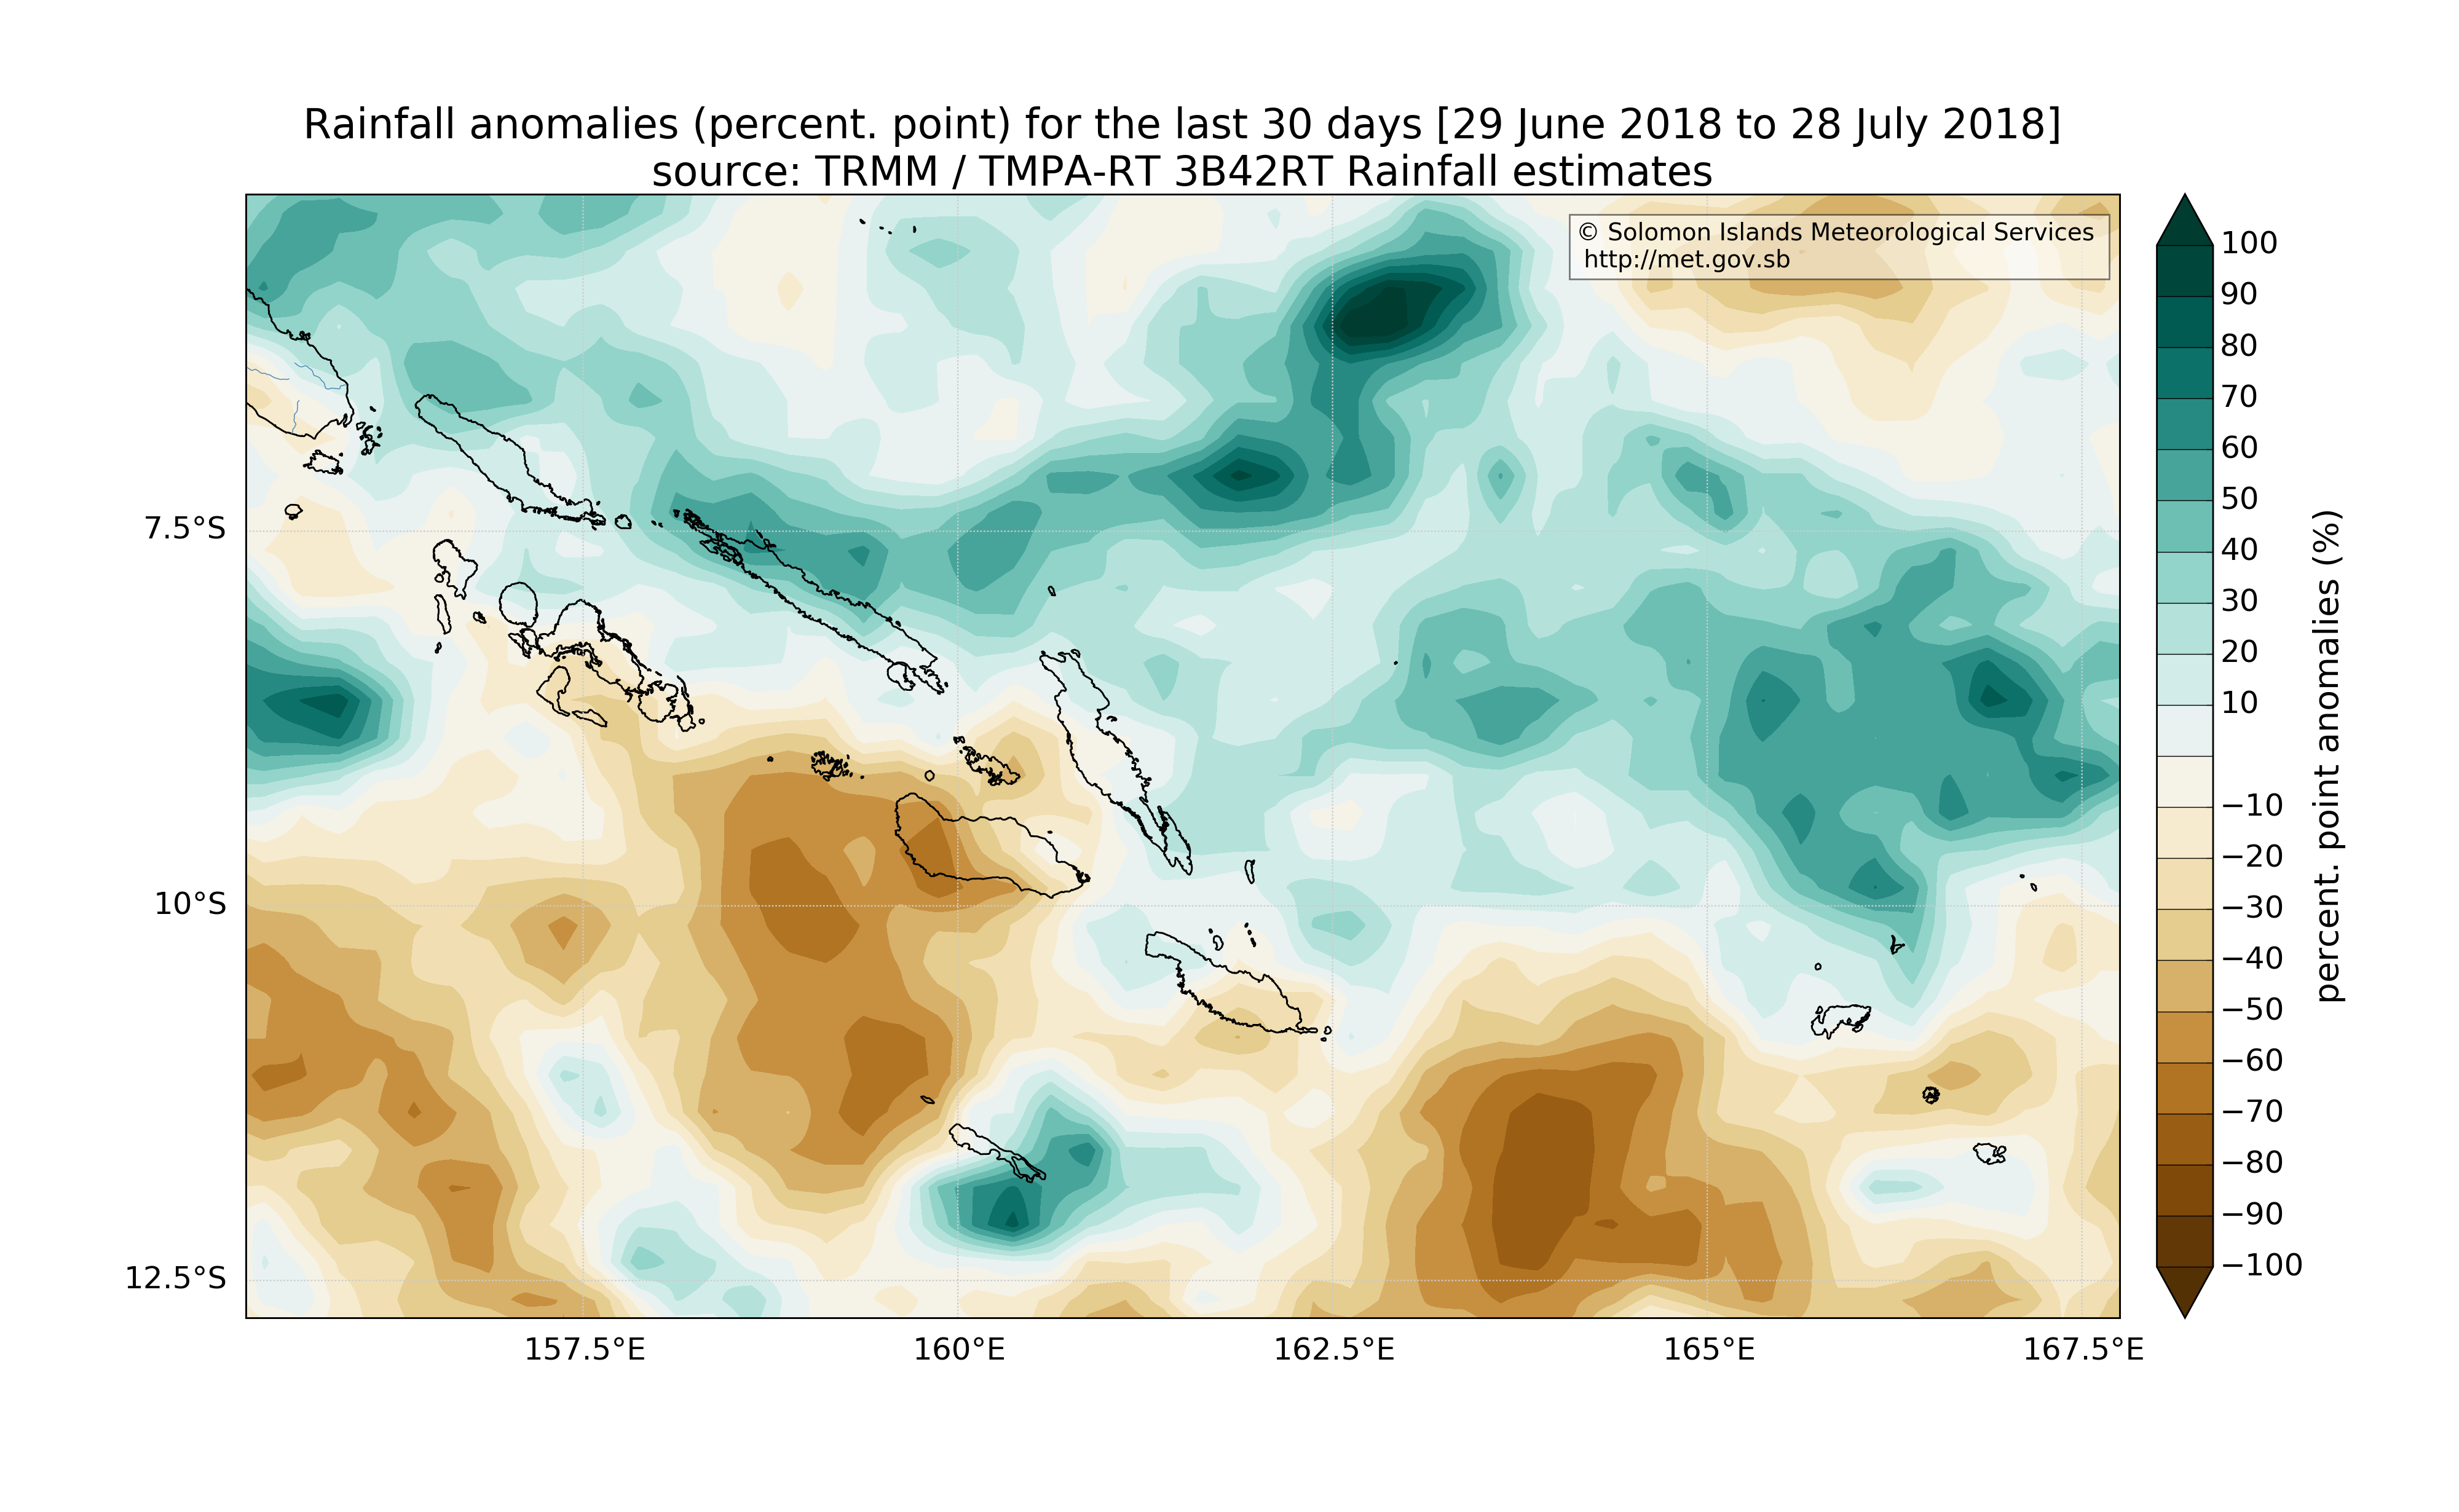 Rainfall anomalies (percent. point) for the last 30 days [29 June 2018 to 28 July 2018]
source: TRMM / TMPA-RT 3B42RT Rainfall estimates
© Solomon Islands Meteorological Services
http://met.gov.sb
7.5°S
10°S
12.5°S
157.5°E
160°E
162.5°E
165°E
167.5°E
100
90
80
70
60
50
40
30
20
10
−10
−20
−30
−40
−50
−60
−70
−80
−90
−100
percent. point anomalies (%)